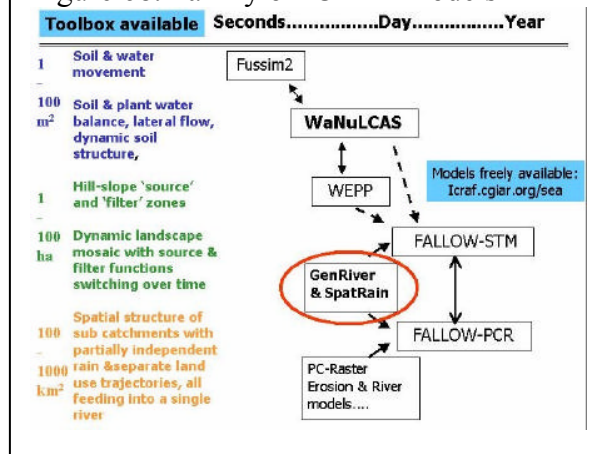 Toolbox available Seconds.................Day...............Year
1
–
100
m²
Soil & water
movement
Soil & plant water
balance, lateral flow,
dynamic soil
structure,
1
–
100
ha
Hill-slope ‘source’
and ‘filter’ zones
Dynamic landscape
mosaic with source &
filter functions
switching over time
100
–
1000
km²
Spatial structure of
sub catchments with
partially independent
rain &separate land
use trajectories, all
feeding into a single
river
Fussim2
WaNuLCAS
WEPP
Models freely available:
Icraf.cgiar.org/sea
FALLOW-STM
GenRiver
& SpatRain
FALLOW-PCR
PC-Raster
Erosion & River
models....